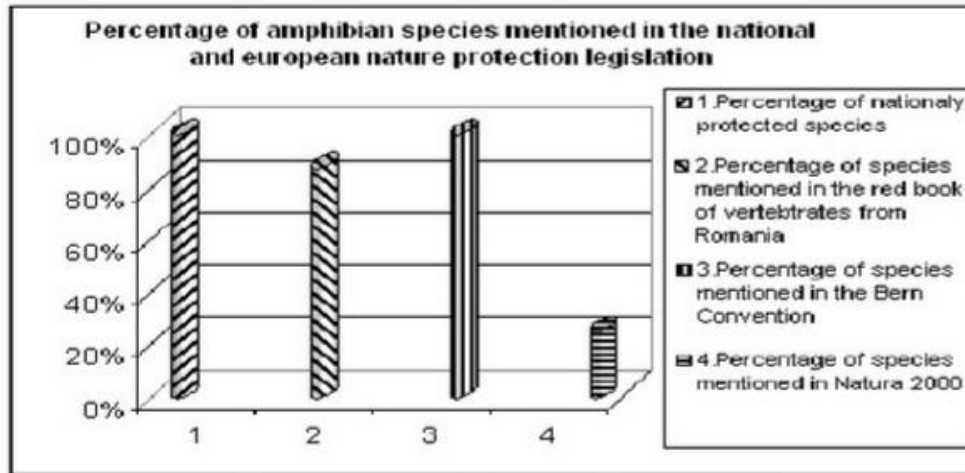 Percentage of amphibian species mentioned in the national
and european nature protection legislation
100%
80%
60%
40%
20%
0%
1
2
3
4
1.Percentage of nationaly
protected species
2.Percentage of species
mentioned in the red book
of vertebtrates from
Romania
3.Percentage of species
mentioned in the Bern
Convention
4.Percentage of species
mentioned in Natura 2000